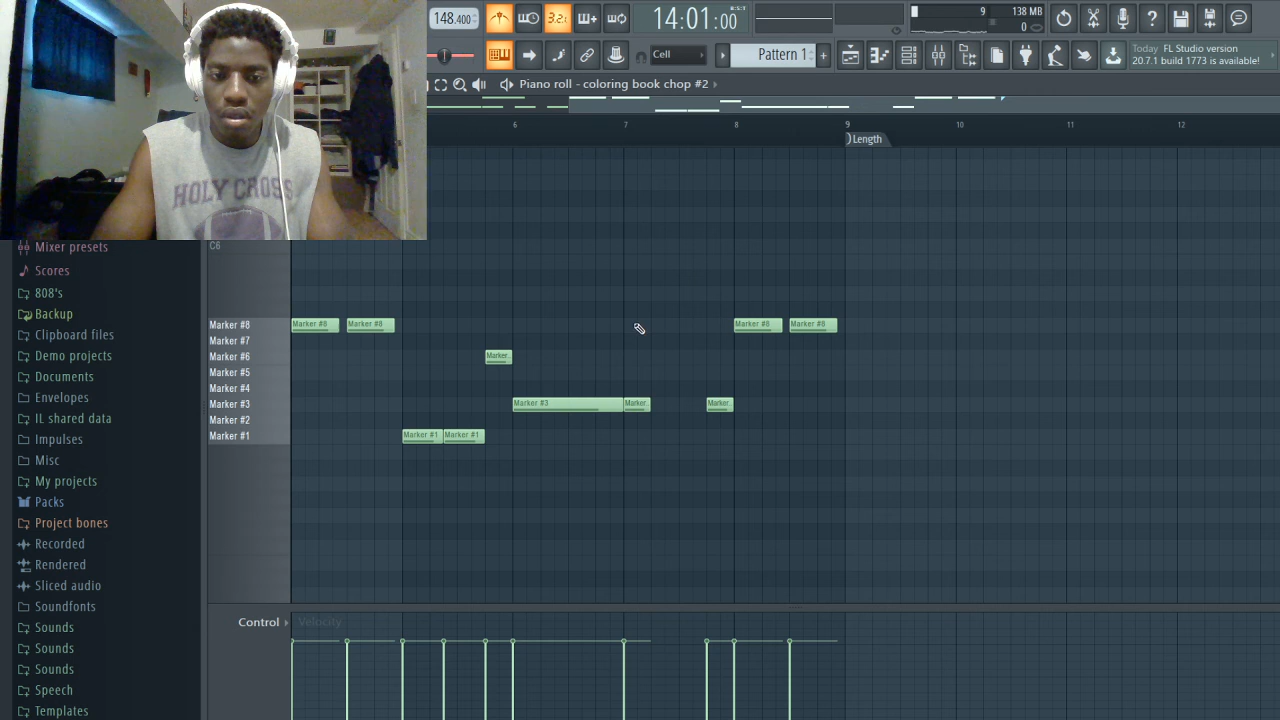 148.400
3.2.
14:01:00
B:S:T
9
138 MB
0
Cell
Pattern 1
+
Today FL Studio version
20.7.1 build 1773 is available!
Piano roll - coloring book chop #2
6 7 8 9 10 11 12
Length
HOLY CROSS
Mixer presets
Scores
808's
Backup
Clipboard files
Demo projects
Documents
Envelopes
IL shared data
Impulses
Misc
My projects
Packs
Project bones
Recorded
Rendered
Sliced audio
Soundfonts
Sounds
Sounds
Sounds
Speech
Templates
C6
Marker #8
Marker #7
Marker #6
Marker #5
Marker #4
Marker #3
Marker #2
Marker #1
Marker #8 Marker #8 Marker #8 Marker #8
Marker..
Marker #3 Marker.. Marker..
Marker #1 Marker #1
Control Velocity